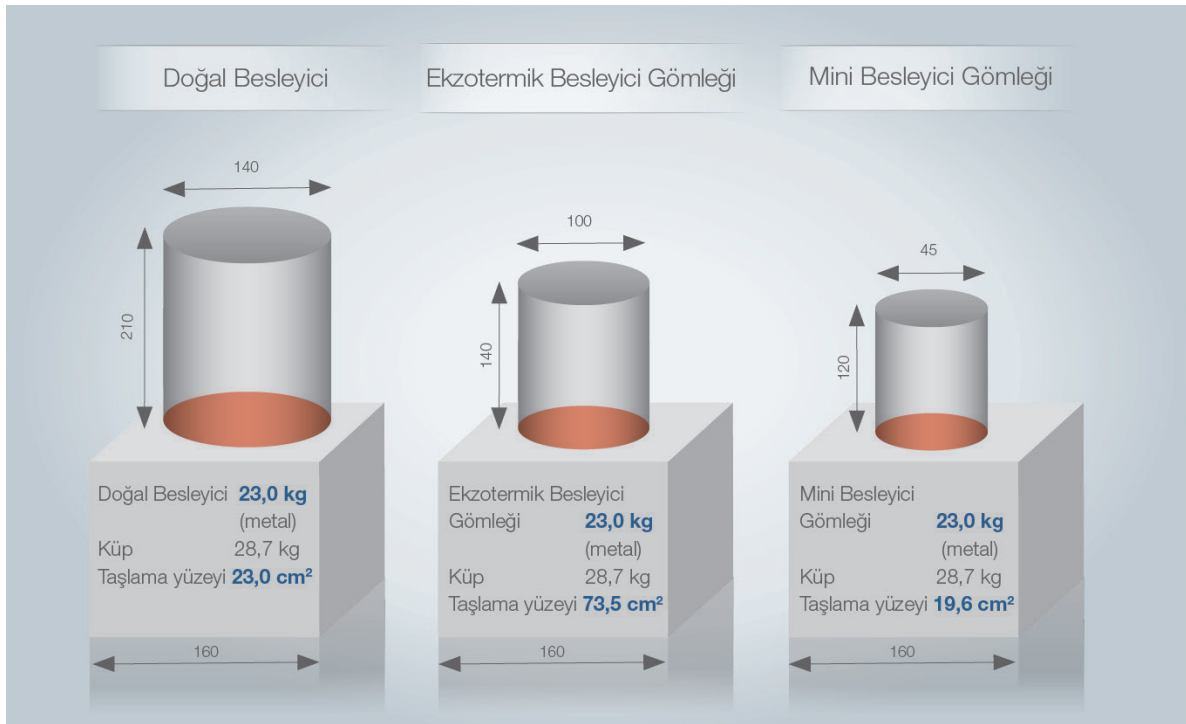 Doğal Besleyici
Ekzotermik Besleyici Gömleği
Mini Besleyici Gömleği
140
210
100
140
45
120
Doğal Besleyici 23,0 kg
(metal)
Küp 28,7 kg
Taşlama yüzeyi 23,0 cm²
160
Ekzotermik Besleyici
Gömleği 23,0 kg
(metal)
Küp 28,7 kg
Taşlama yüzeyi 73,5 cm²
160
Mini Besleyici
Gömleği 23,0 kg
(metal)
Küp 28,7 kg
Taşlama yüzeyi 19,6 cm²
160